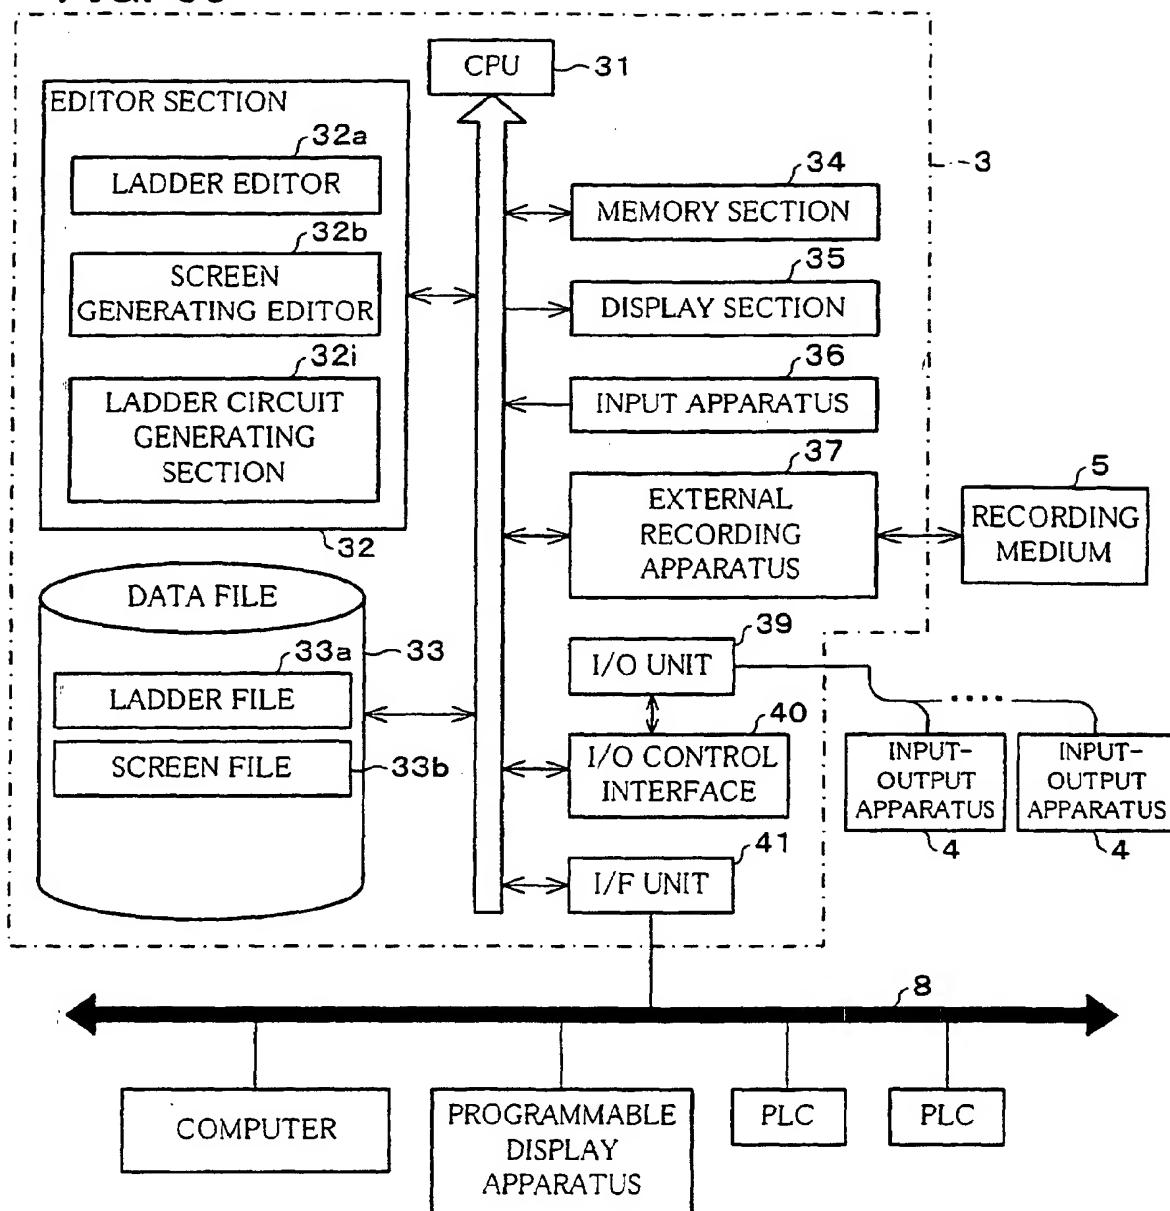 CPU
31
EDITOR SECTION
32a
LADDER EDITOR
32b
SCREEN
GENERATING EDITOR
32i
LADDER CIRCUIT
GENERATING
SECTION
32
3
34
MEMORY SECTION
35
DISPLAY SECTION
36
INPUT APPARATUS
37
EXTERNAL
RECORDING
APPARATUS
5
RECORDING
MEDIUM
DATA FILE
33
33a
LADDER FILE
SCREEN FILE
33b
39
I/O UNIT
40
I/O CONTROL
INTERFACE
41
I/F UNIT
INPUT-
OUTPUT
APPARATUS
4
INPUT-
OUTPUT
APPARATUS
4
8
COMPUTER
PROGRAMMABLE
DISPLAY
APPARATUS
PLC
PLC